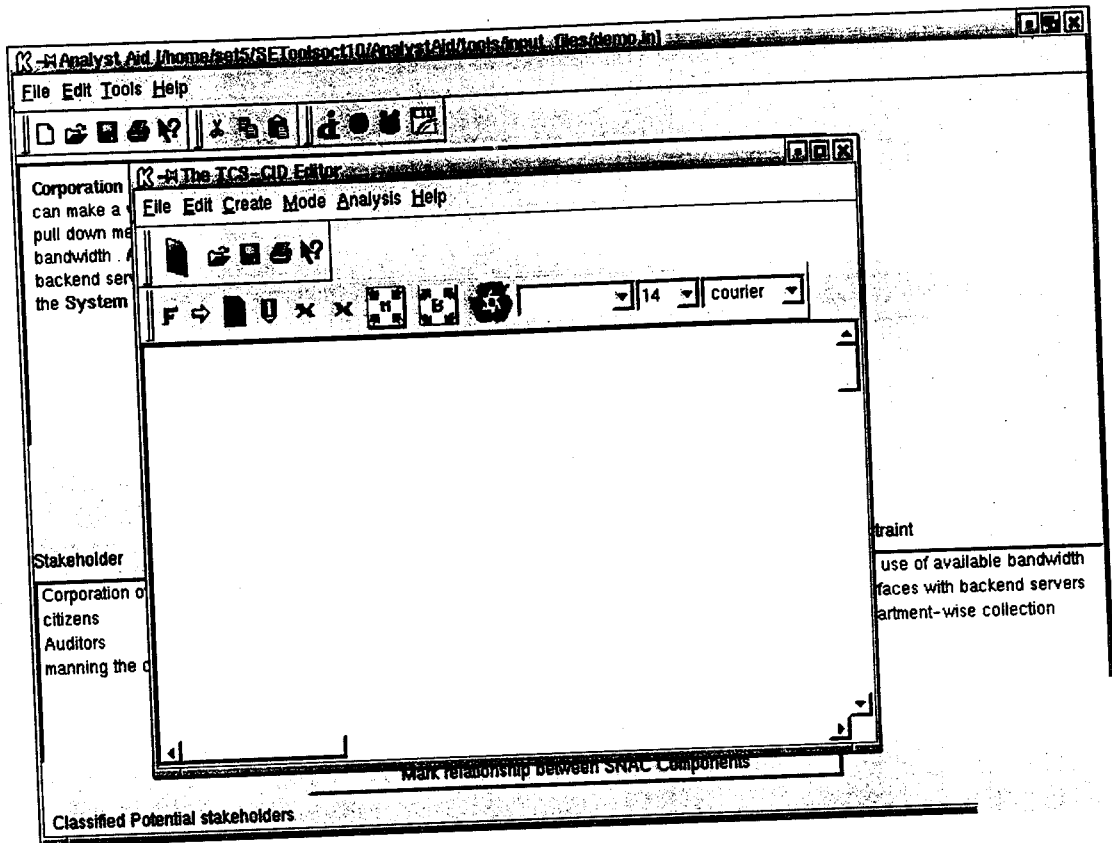 Analyst Aid [/home/set5/SEToolsoct10/AnalystAid/tools/input_files/demo.in]
File Edit Tools Help
CID
Corporation
can make a
pull down me
bandwidth .
backend serv
the System
The TCS-CID Editor
File Edit Create Mode Analysis Help
F M B 14 courier
Stakeholder
Corporation o
citizens
Auditors
manning the
traint
use of available bandwidth
faces with backend servers
artment-wise collection
Mark relationship between SNAC Components
Classified Potential stakeholders